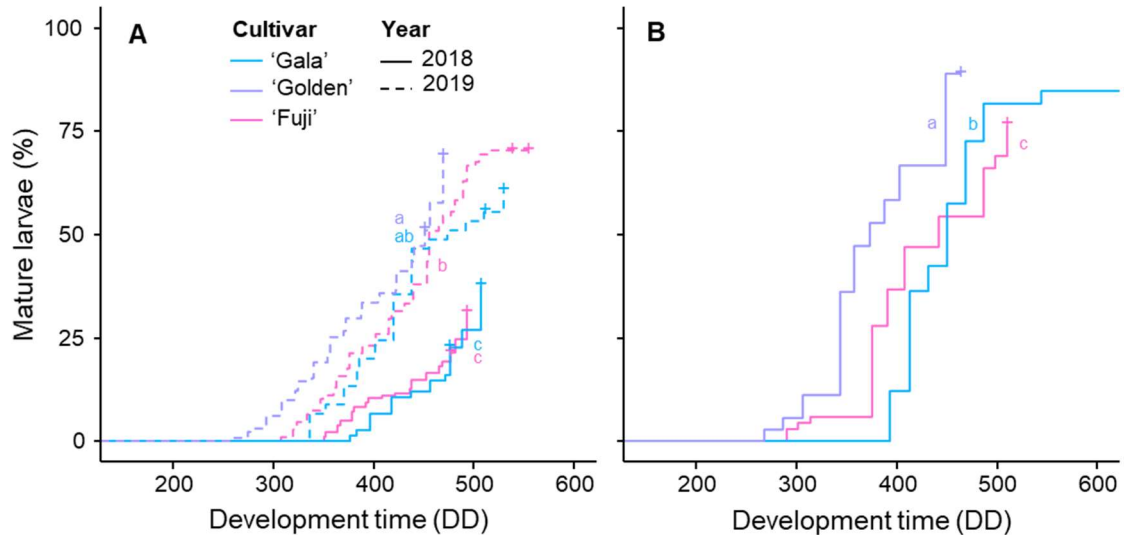 A
Cultivar Year
‘Gala’ 2018
‘Golden’ 2019
‘Fuji’
Mature larvae (%)
100
75
50
25
0
a
ab
b
c
c
200 300 400 500 600
Development time (DD)
B
a
b
c
200 300 400 500 600
Development time (DD)